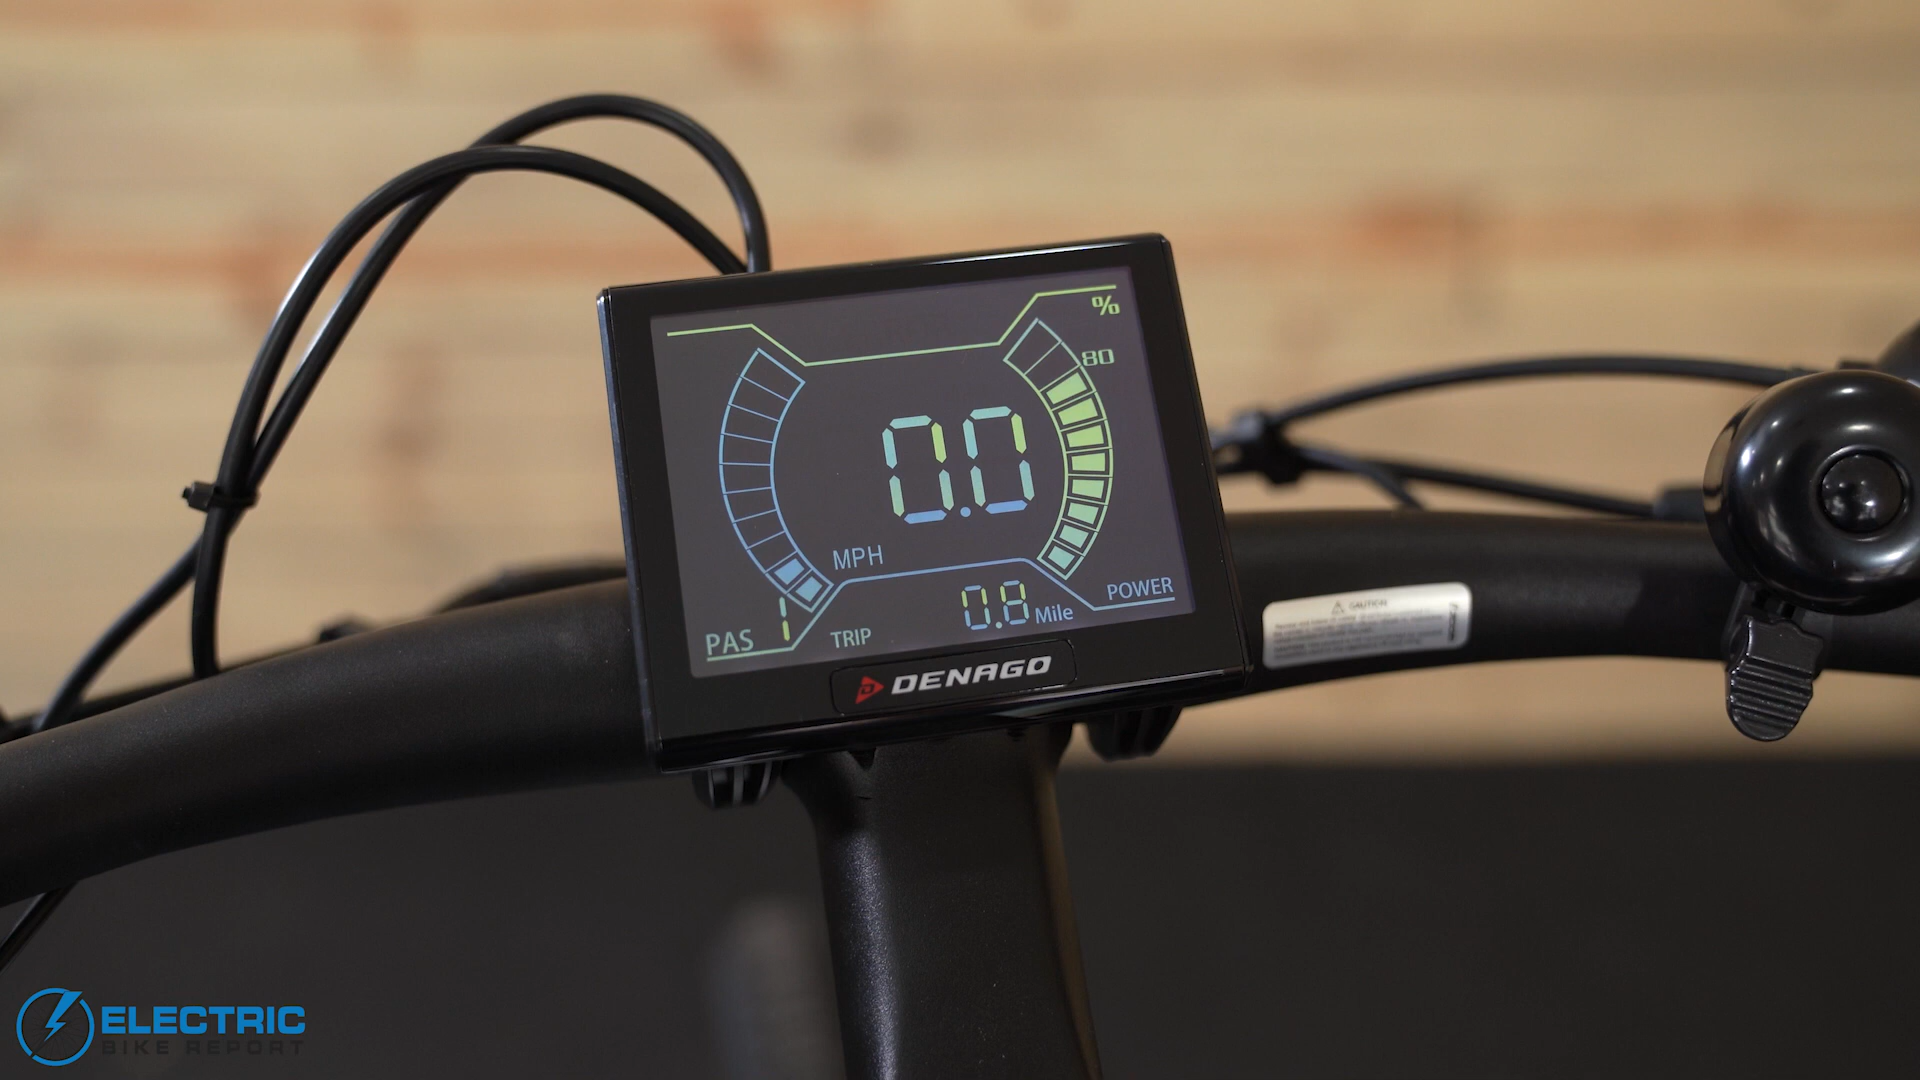 %
80
0.0
MPH
POWER
0.8 Mile
PAS 1
TRIP
DENAGO
CAUTION
ELECTRIC
BIKE REPORT